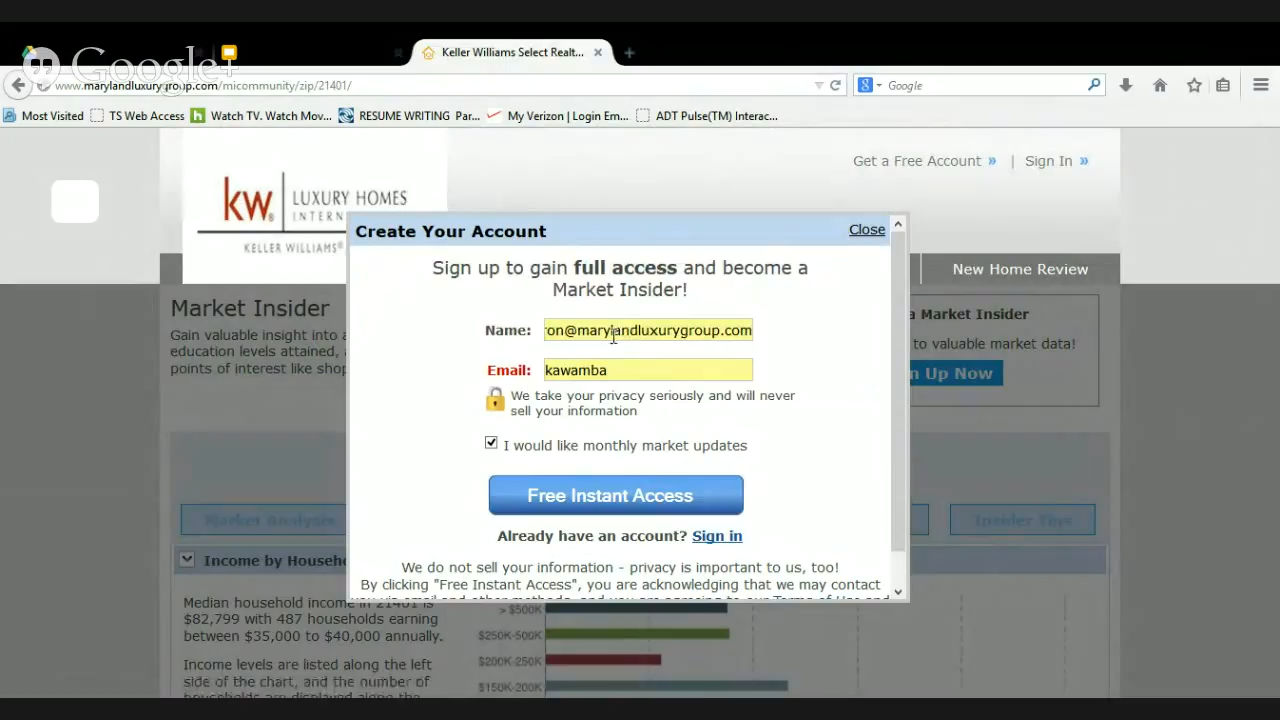 Google+
Keller Williams Select Realt...
www.marylandluxurygroup.com/micommunity/zip/21401/
Google
Most Visited
TS Web Access
Watch TV. Watch Mov...
RESUME WRITING Par...
My Verizon | Login Em...
ADT Pulse(TM) Interac...
Get a Free Account »
| Sign In »
kw
LUXURY HOMES
INTERN
KELLER WILLIAMS®
Create Your Account
Close
Sign up to gain full access and become a
Market Insider!
Name: ron@marylandluxurygroup.com
Email: kawamba
We take your privacy seriously and will never
sell your information
I would like monthly market updates
Free Instant Access
Already have an account? Sign in
We do not sell your information - privacy is important to us, too!
By clicking "Free Instant Access", you are acknowledging that we may contact
New Home Review
Market Insider
Gain valuable insight into a
education levels attained,
points of interest like shop
a Market Insider
to valuable market data!
n Up Now
Market Analysis
Insider Tips
Income by Househo
Median household income in 21401 is
$82,799 with 487 households earning
between $35,000 to $40,000 annually.
Income levels are listed along the left
side of the chart, and the number of
households are displayed along the
> $500K
$250K-500K
$200K-250K
$150K-200K